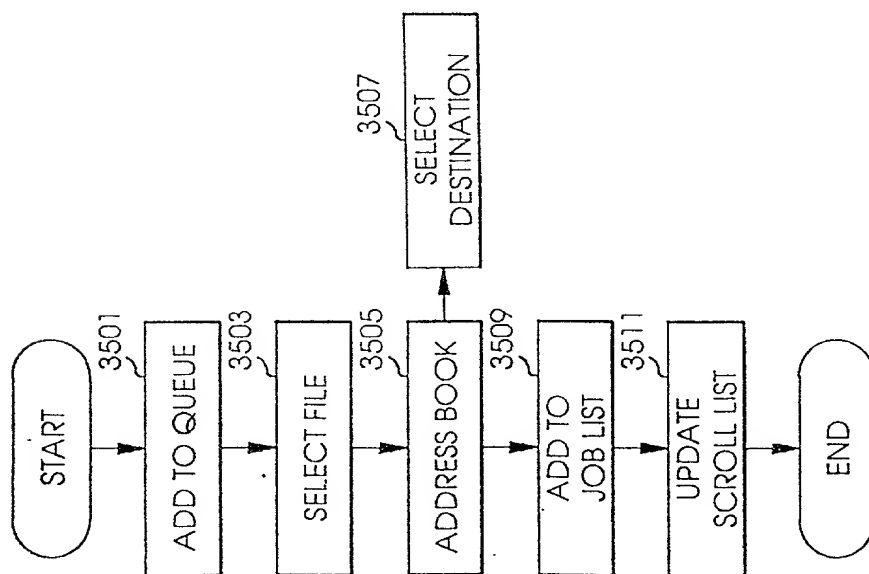 START
3501
ADD TO QUEUE
3503
SELECT FILE
3505
ADDRESS BOOK
3507
SELECT
DESTINATION
3509
ADD TO
JOB LIST
3511
UPDATE
SCROLL LIST
END